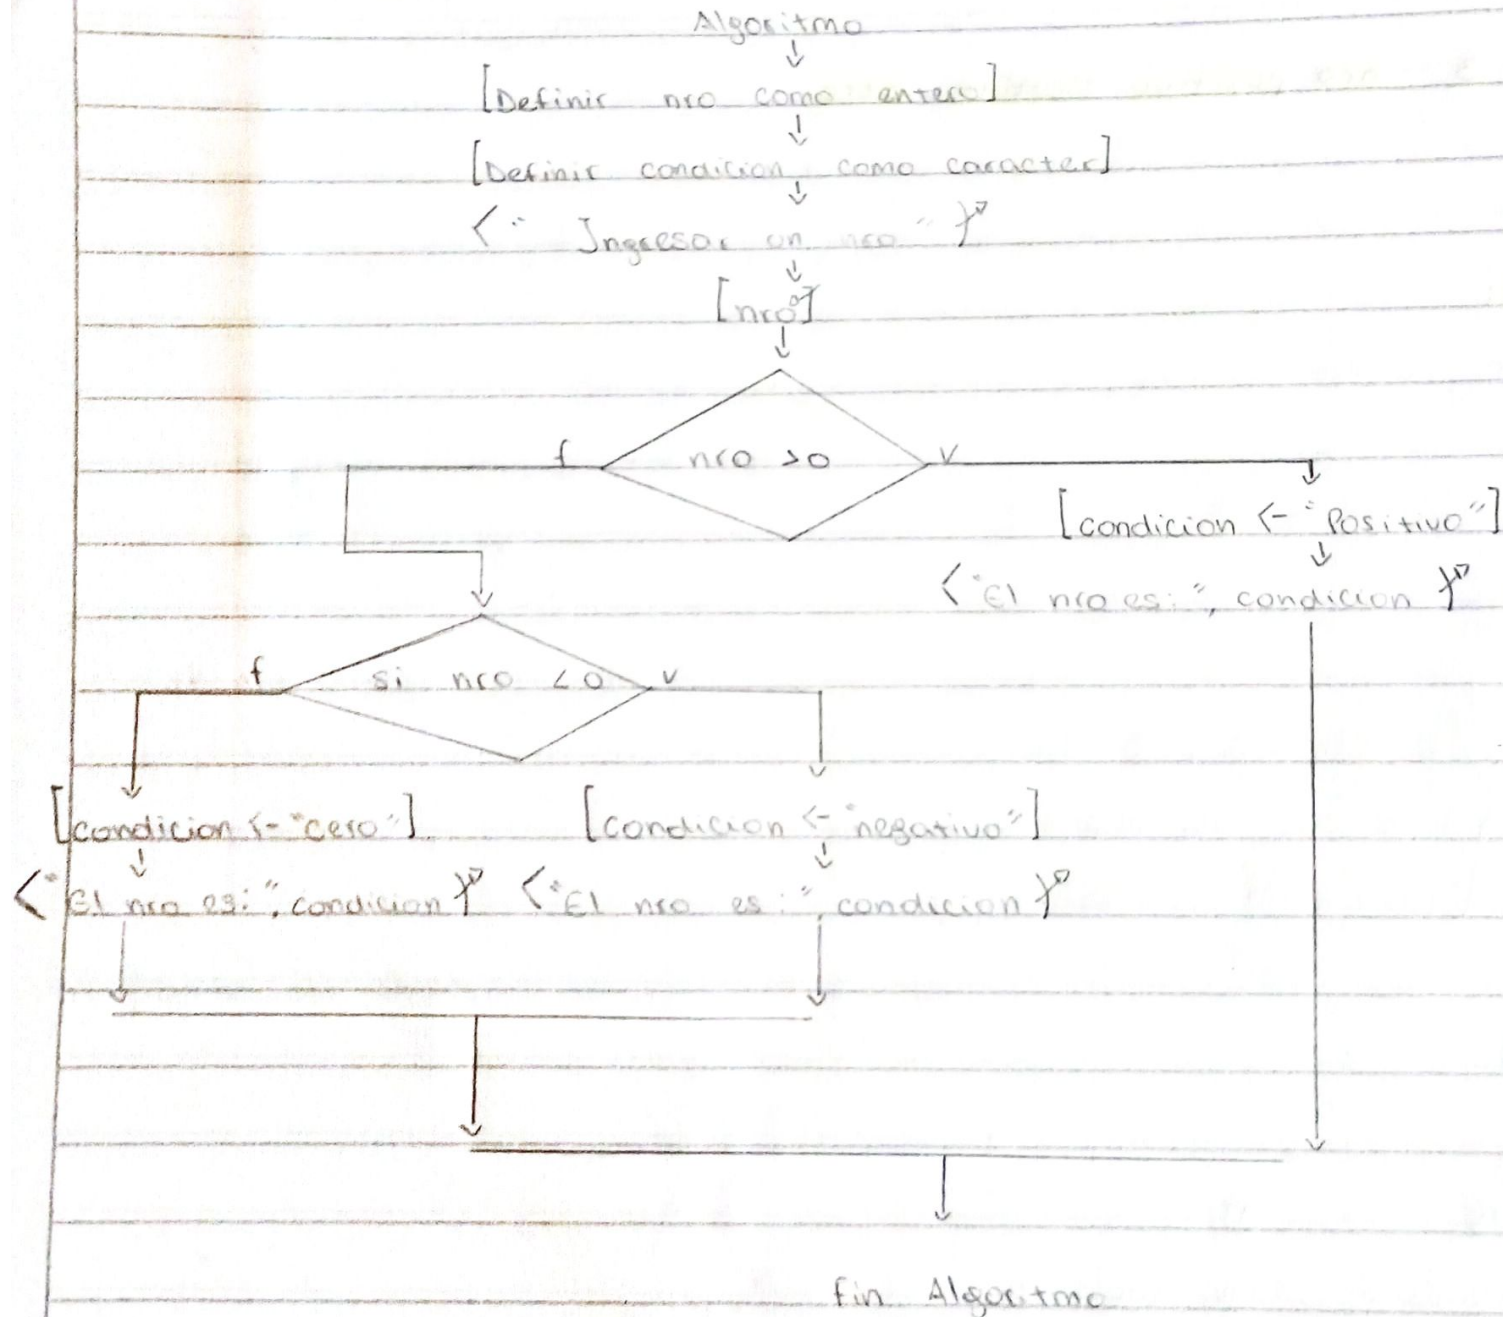 Algoritmo
[Definir nro como entero]
[Definir condicion como caracter]
<" Ingresar un nro "}
[nro]
nro >0
f
v
[condicion <- "Positivo"]
<"El nro es:", condicion }
si nro <0
f
v
[condicion <- "cero"]
[condicion <- "negativo"]
<"El nro es:", condicion}
<"El nro es:" condicion}
fin Algoritmo